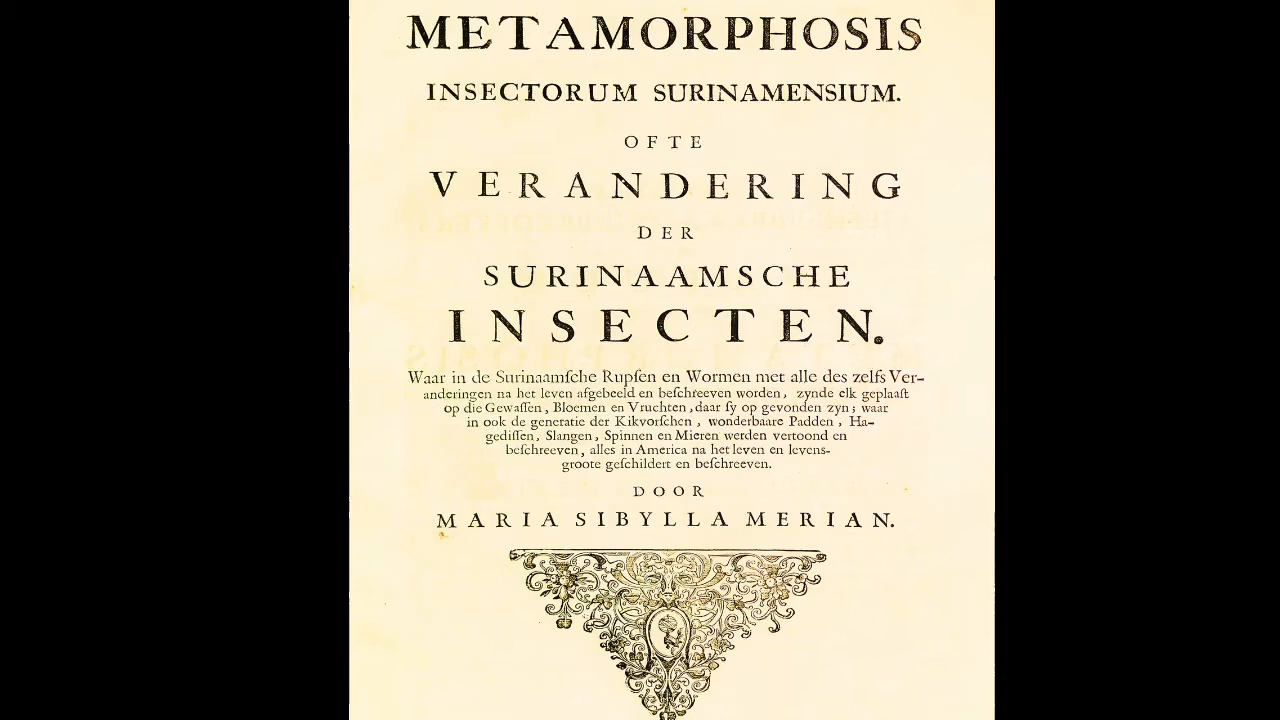 METAMORPHOSIS
INSECTORUM SURINAMENSIUM.
OFTE
VERANDERING
DER
SURINAAMSCHE
INSECTEN.
Waar in de Surinaamſche Rupſen en Wormen met alle des zelfs Ver-
anderingen na het leven afgebeeld en beſchreeven worden, zynde elk geplaaſt
op die Gewaſſen, Bloemen en Vruchten, daar ſy op gevonden zyn; waar
in ook de generatie der Kikvorſchen, wonderbaare Padden, Ha-
gediſſen, Slangen, Spinnen en Mieren werden vertoond en
beſchreeven, alles in America na het leven en levens-
groote geſchildert en beſchreeven.
DOOR
MARIA SIBYLLA MERIAN.